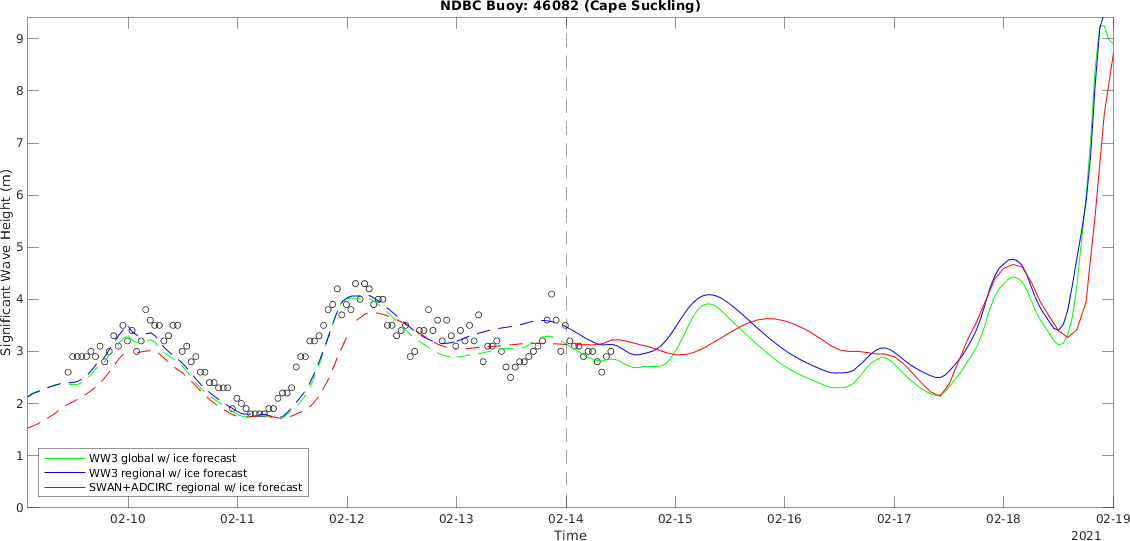 NDBC Buoy: 46082 (Cape Suckling)
Significant Wave Height (m)
9
8
7
6
5
4
3
2
1
0
WW3 global w/ ice forecast
WW3 regional w/ ice forecast
SWAN+ADCIRC regional w/ ice forecast
02-10 02-11 02-12 02-13 02-14 02-15 02-16 02-17 02-18 02-19
Time
2021